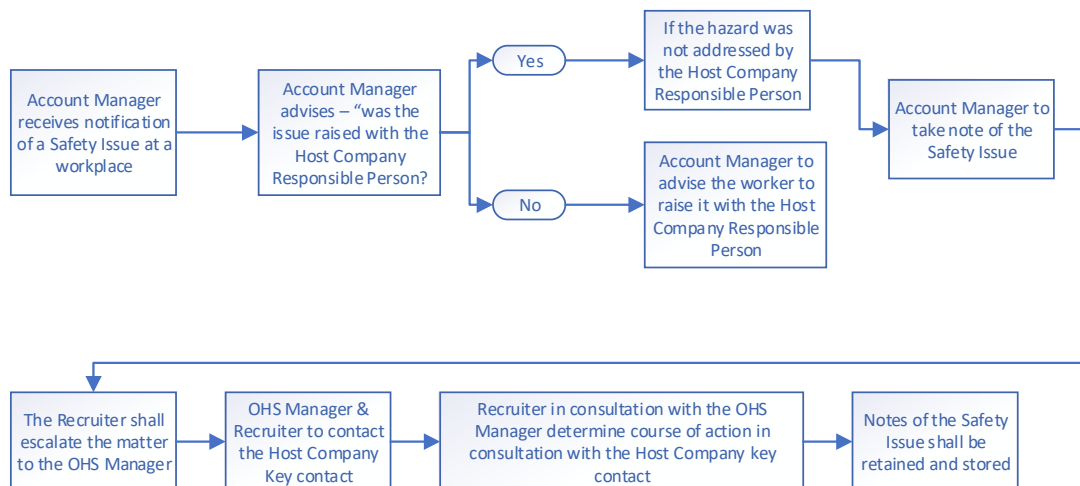 Account Manager
receives notification
of a Safety Issue at a
workplace
Account Manager
advises – “was the
issue raised with the
Host Company
Responsible Person?
Yes
No
If the hazard was
not addressed by
the Host Company
Responsible Person
Account Manager to
advise the worker to
raise it with the Host
Company Responsible
Person
Account Manager to
take note of the
Safety Issue
The Recruiter shall
escalate the matter
to the OHS Manager
OHS Manager &
Recruiter to contact
the Host Company
Key contact
Recruiter in consultation with the OHS
Manager determine course of action in
consultation with the Host Company key
contact
Notes of the Safety
Issue shall be
retained and stored